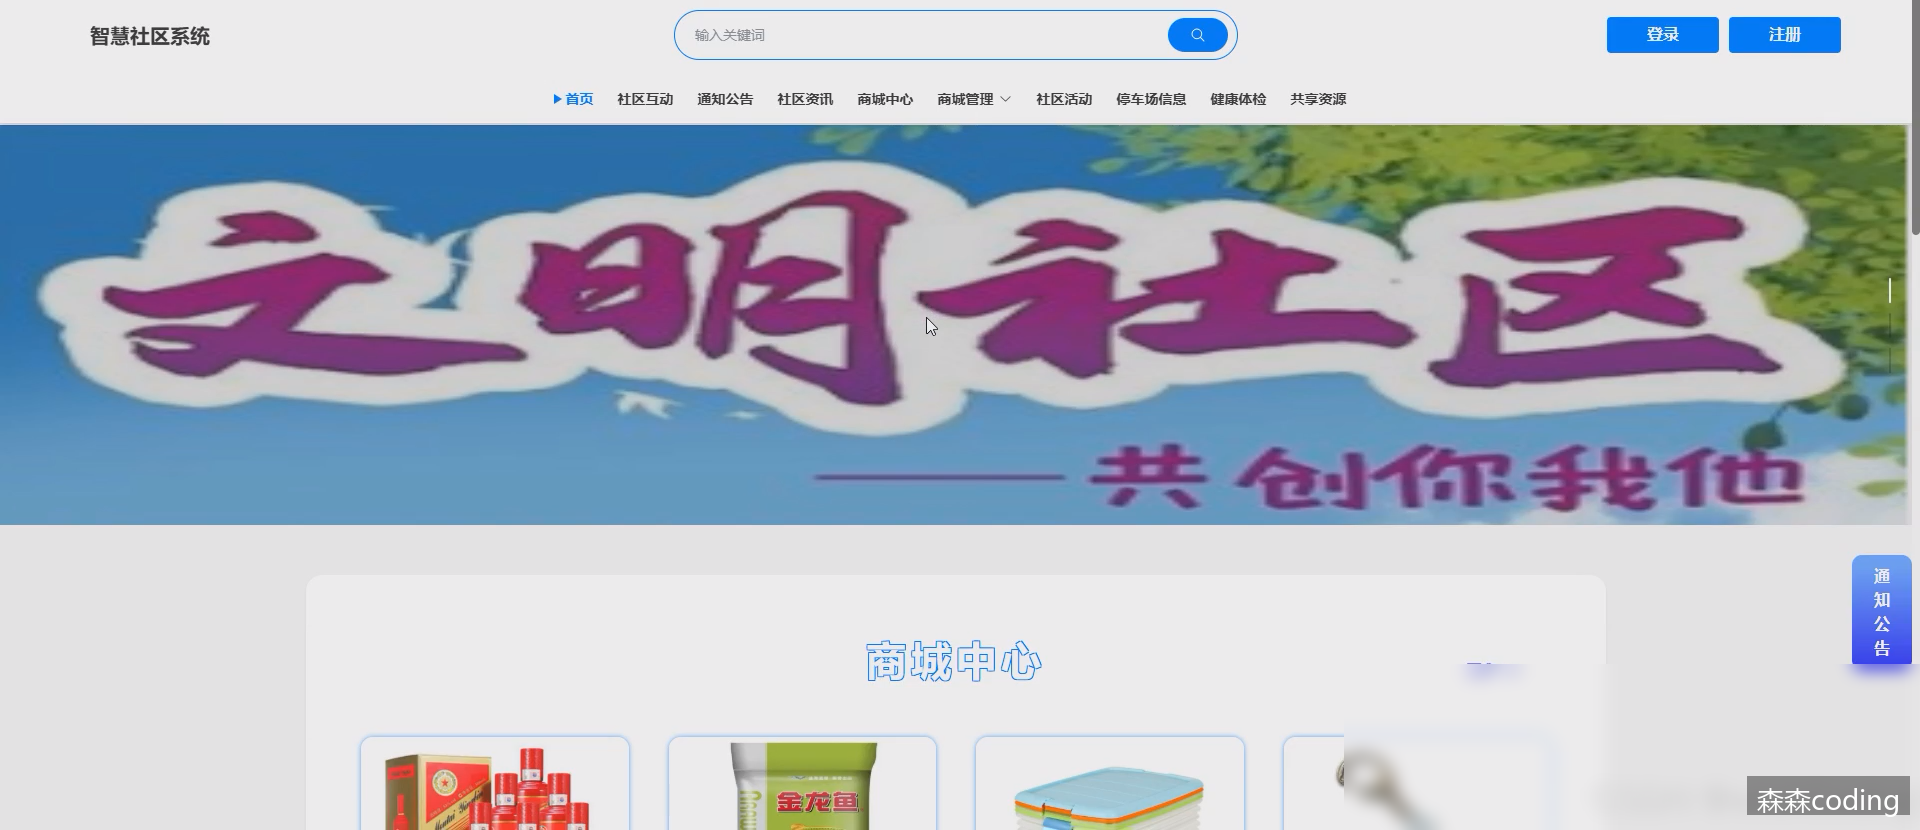 智慧社区系统
输入关键词
登录
注册
首页 社区互动 通知公告 社区资讯 商城中心 商城管理 社区活动 停车场信息 健康体检 共享资源
文明社区
——共创你我他
通知公告
商城中心
金龙鱼
森森coding